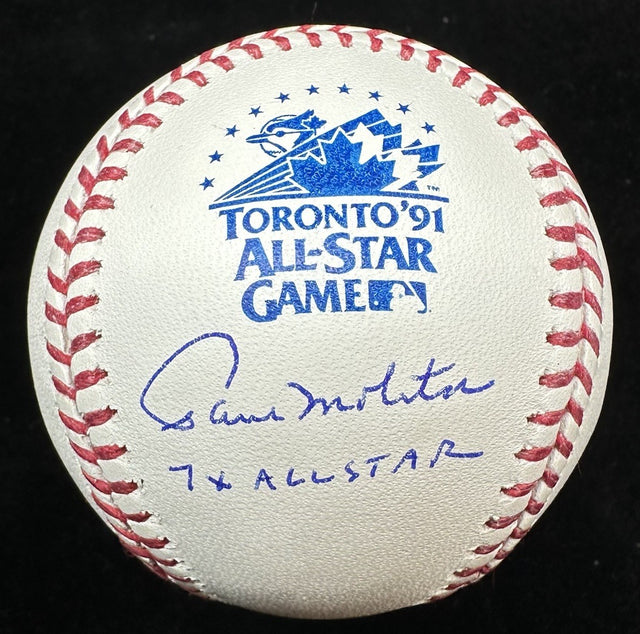 TORONTO'91
ALL-STAR
GAME
Paul Molitor
7x ALLSTAR